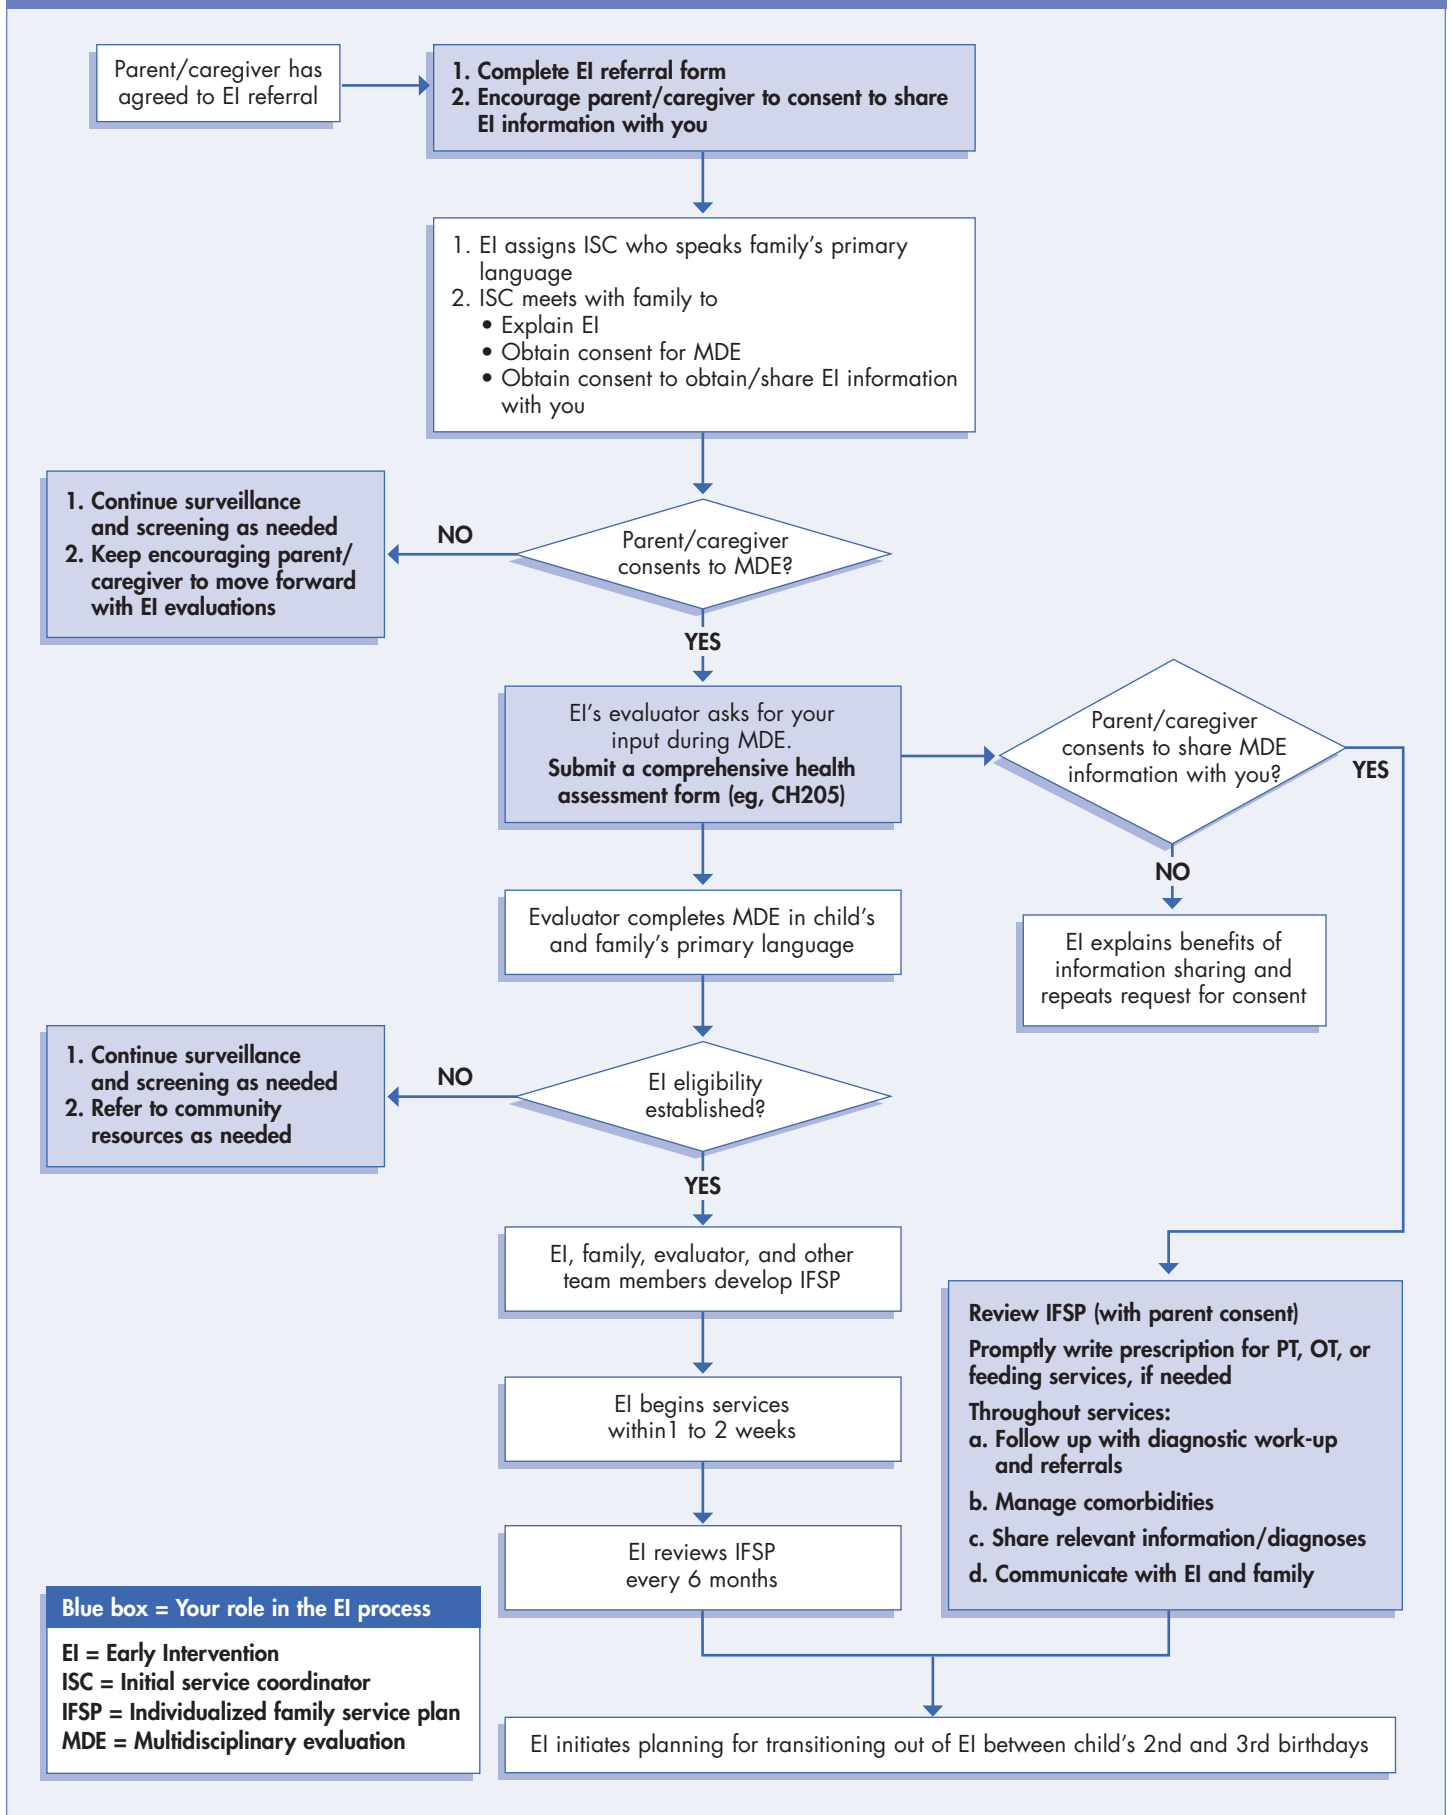 Parent/caregiver has
agreed to EI referral
1. Complete EI referral form
2. Encourage parent/caregiver to consent to share
EI information with you
1. EI assigns ISC who speaks family's primary
language
2. ISC meets with family to
• Explain EI
• Obtain consent for MDE
• Obtain consent to obtain/share EI information
with you
1. Continue surveillance
and screening as needed
2. Keep encouraging parent/
caregiver to move forward
with EI evaluations
NO
Parent/caregiver
consents to MDE?
YES
EI's evaluator asks for your
input during MDE.
Submit a comprehensive health
assessment form (eg, CH205)
Parent/caregiver
consents to share MDE
information with you?
YES
NO
EI explains benefits of
information sharing and
repeats request for consent
Evaluator completes MDE in child's
and family's primary language
1. Continue surveillance
and screening as needed
2. Refer to community
resources as needed
NO
EI eligibility
established?
YES
EI, family, evaluator, and other
team members develop IFSP
EI begins services
within1 to 2 weeks
EI reviews IFSP
every 6 months
Review IFSP (with parent consent)
Promptly write prescription for PT, OT, or
feeding services, if needed
Throughout services:
a. Follow up with diagnostic work-up
and referrals
b. Manage comorbidities
c. Share relevant information/diagnoses
d. Communicate with EI and family
Blue box = Your role in the EI process
EI = Early Intervention
ISC = Initial service coordinator
IFSP = Individualized family service plan
MDE = Multidisciplinary evaluation
EI initiates planning for transitioning out of EI between child's 2nd and 3rd birthdays